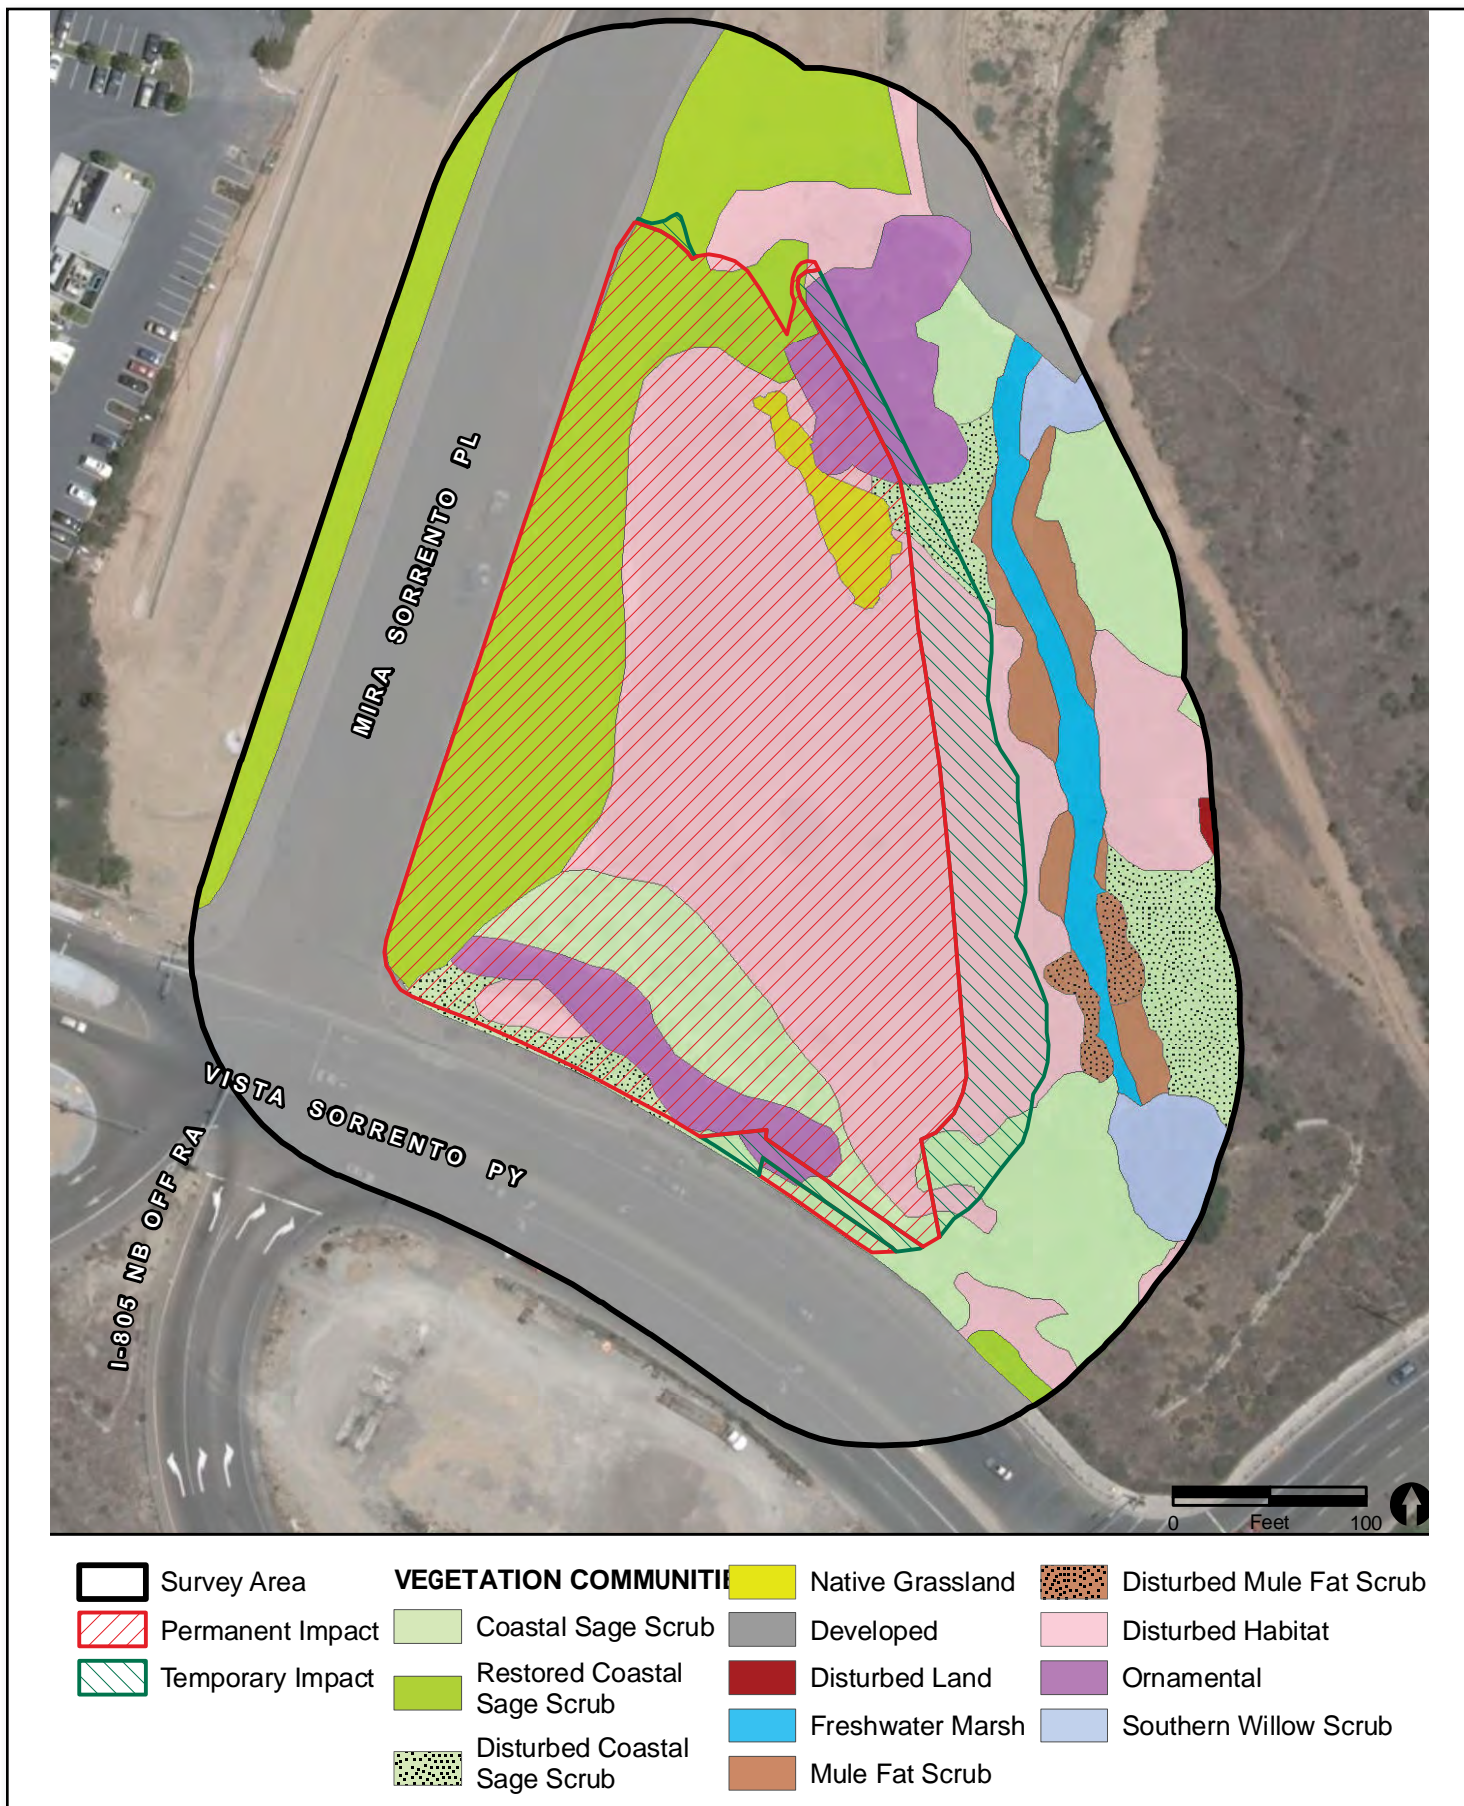 MIRA SORRENTO PL
VISTA SORRENTO PY
I-805 NB OFF RA
0 Feet 100
Survey Area
Permanent Impact
Temporary Impact
VEGETATION COMMUNITIE
Coastal Sage Scrub
Restored Coastal
Sage Scrub
Disturbed Coastal
Sage Scrub
Native Grassland
Developed
Disturbed Land
Freshwater Marsh
Mule Fat Scrub
Disturbed Mule Fat Scrub
Disturbed Habitat
Ornamental
Southern Willow Scrub